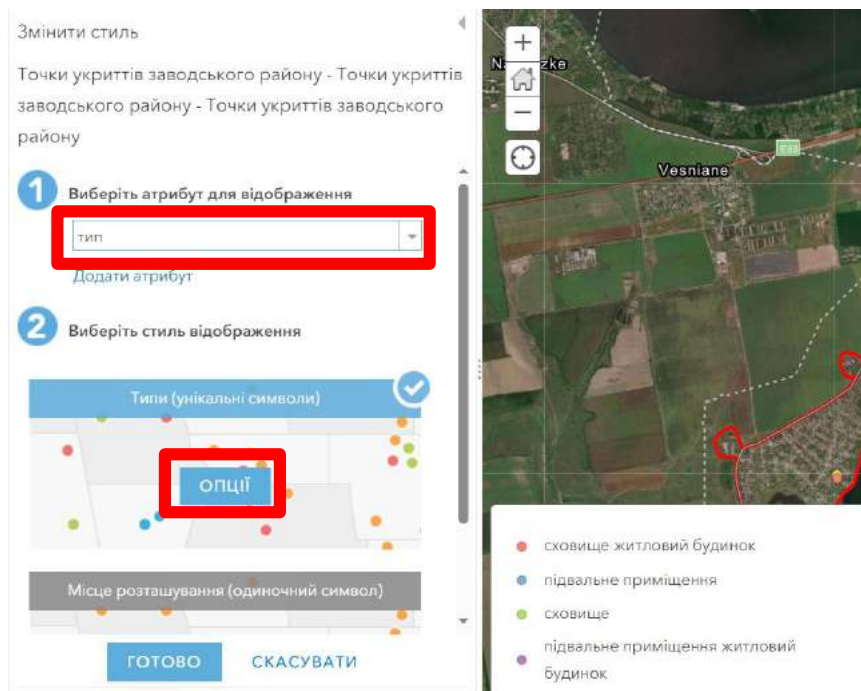 Змінити стиль
Точки укриттів заводського району - Точки укриттів
заводського району - Точки укриттів заводського
району
1 Виберіть атрибут для відображення
тип
Додати атрибут
2 Виберіть стиль відображення
Типи (унікальні символи)
ОПЦІЇ
Місце розташування (одиночний символ)
ГОТОВО СКАСУВАТИ
+
−
Vesniane
сховище житловий будинок
підвальне приміщення
сховище
підвальне приміщення житловий
будинок